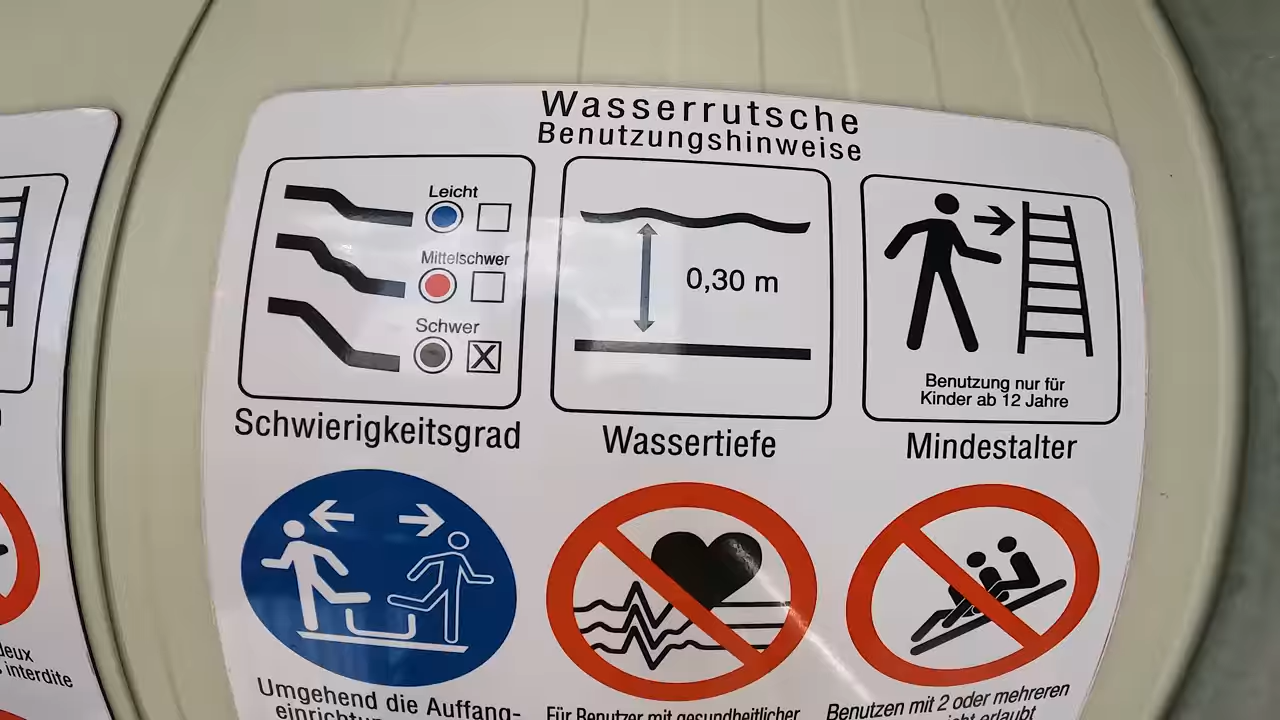 Wasserrutsche
Benutzungshinweise
Leicht
Mittelschwer
Schwer
X
0,30 m
Benutzung nur für
Kinder ab 12 Jahre
Schwierigkeitsgrad
Wassertiefe
Mindestalter
Umgehend die Auffang-
Für Benutzer mit gesundheitlicher
Benutzen mit 2 oder mehreren
erlaubt
deux
interdite